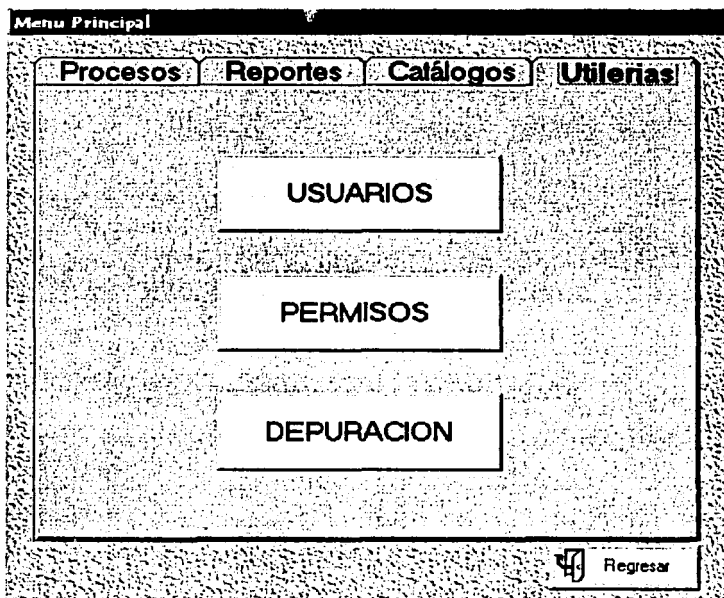 Menu Principal
Procesos Reportes Catálogos Utilerias
USUARIOS
PERMISOS
DEPURACION
Regresar